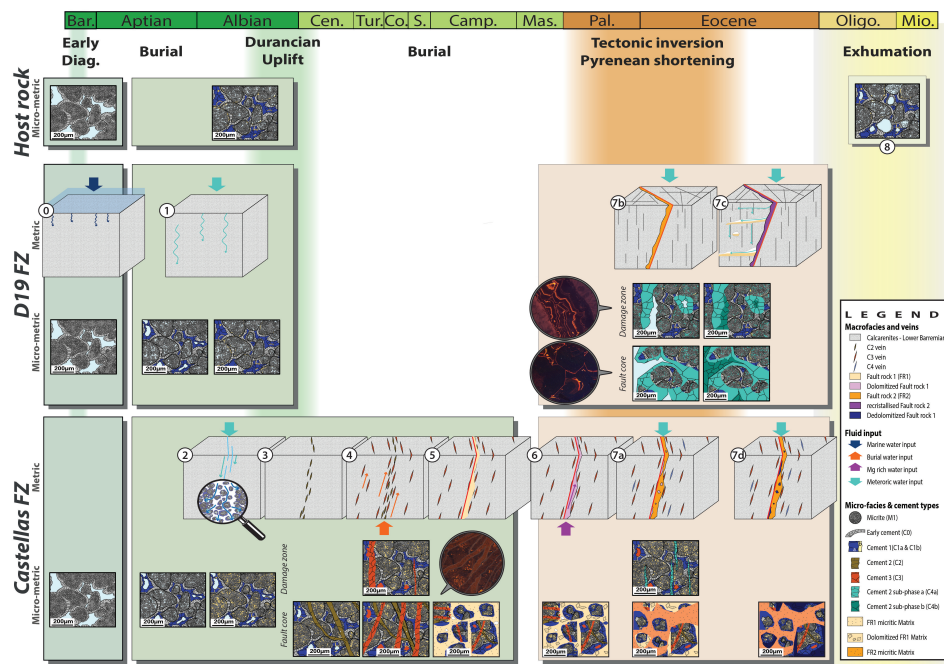 Bar. Aptian Albian Cen. Tur. Co. S. Camp. Mas. Pal. Eocene Oligo. Mio.
Early
Diag.
Burial
Durancian
Uplift
Burial
Tectonic inversion
Pyrenean shortening
Exhumation
Host rock
Micro-metric
200µm
200µm
200µm
8
D19 FZ
Metric
0
1
7b
7c
Micro-metric
200µm
200µm
200µm
Damage zone
200µm
200µm
Fault core
200µm
200µm
Castellas FZ
Metric
2
3
4
5
6
7a
7d
Micro-metric
Damage zone
200µm
200µm
200µm
200µm
200µm
Fault core
200µm
200µm
200µm
200µm
200µm
200µm
LEGEND
Macrofacies and veins
Calcarenites - Lower Barremian
C2 vein
C3 vein
C4 vein
Fault rock 1 (FR1)
Dolomitized Fault rock 1
Fault rock 2 (FR2)
recristallised Fault rock 2
Dedolomitized Fault rock 1
Fluid input
Marine water input
Burial water input
Mg rich water input
Meteroric water input
Micro-facies & cement types
Micrite (M1)
Early cement (C0)
Cement 1(C1a & C1b)
Cement 2 (C2)
Cement 3 (C3)
Cement 2 sub-phase a (C4a)
Cement 2 sub-phase b (C4b)
FR1 micritic Matrix
Dolomitized FR1 Matrix
FR2 micritic Matrix